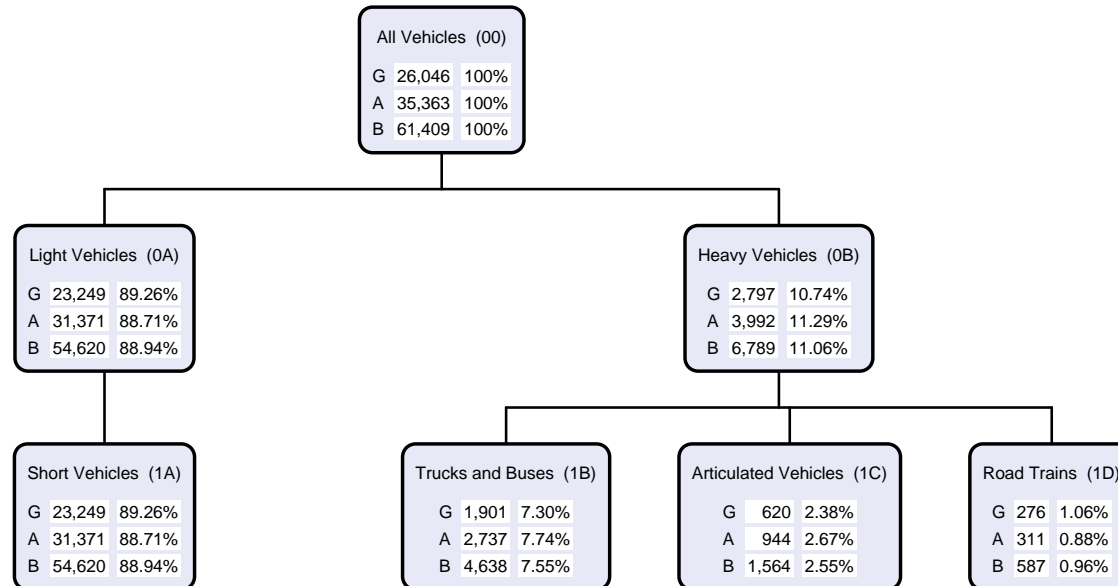 All Vehicles (00)
G 26,046 100%
A 35,363 100%
B 61,409 100%
Light Vehicles (0A)
G 23,249 89.26%
A 31,371 88.71%
B 54,620 88.94%
Heavy Vehicles (0B)
G 2,797 10.74%
A 3,992 11.29%
B 6,789 11.06%
Short Vehicles (1A)
G 23,249 89.26%
A 31,371 88.71%
B 54,620 88.94%
Trucks and Buses (1B)
G 1,901 7.30%
A 2,737 7.74%
B 4,638 7.55%
Articulated Vehicles (1C)
G 620 2.38%
A 944 2.67%
B 1,564 2.55%
Road Trains (1D)
G 276 1.06%
A 311 0.88%
B 587 0.96%